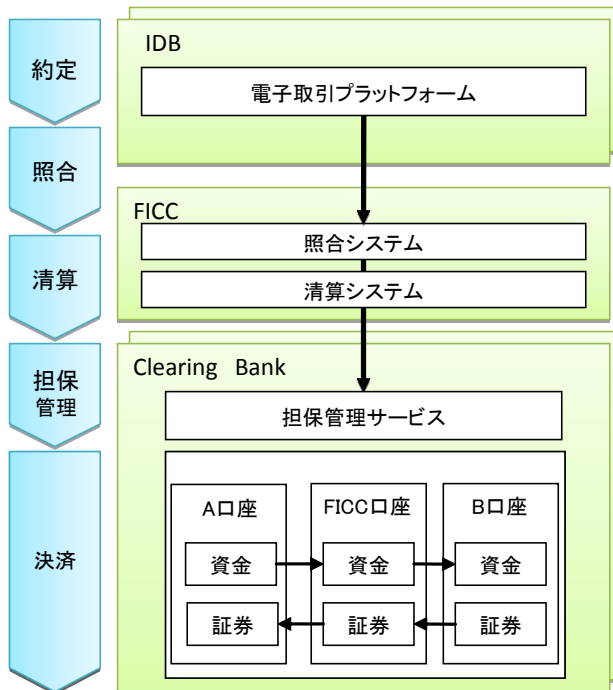 約定
照合
清算
担保
管理
決済
IDB
電子取引プラットフォーム
FICC
照合システム
清算システム
Clearing Bank
担保管理サービス
A口座
FICC口座
B口座
資金
資金
資金
証券
証券
証券